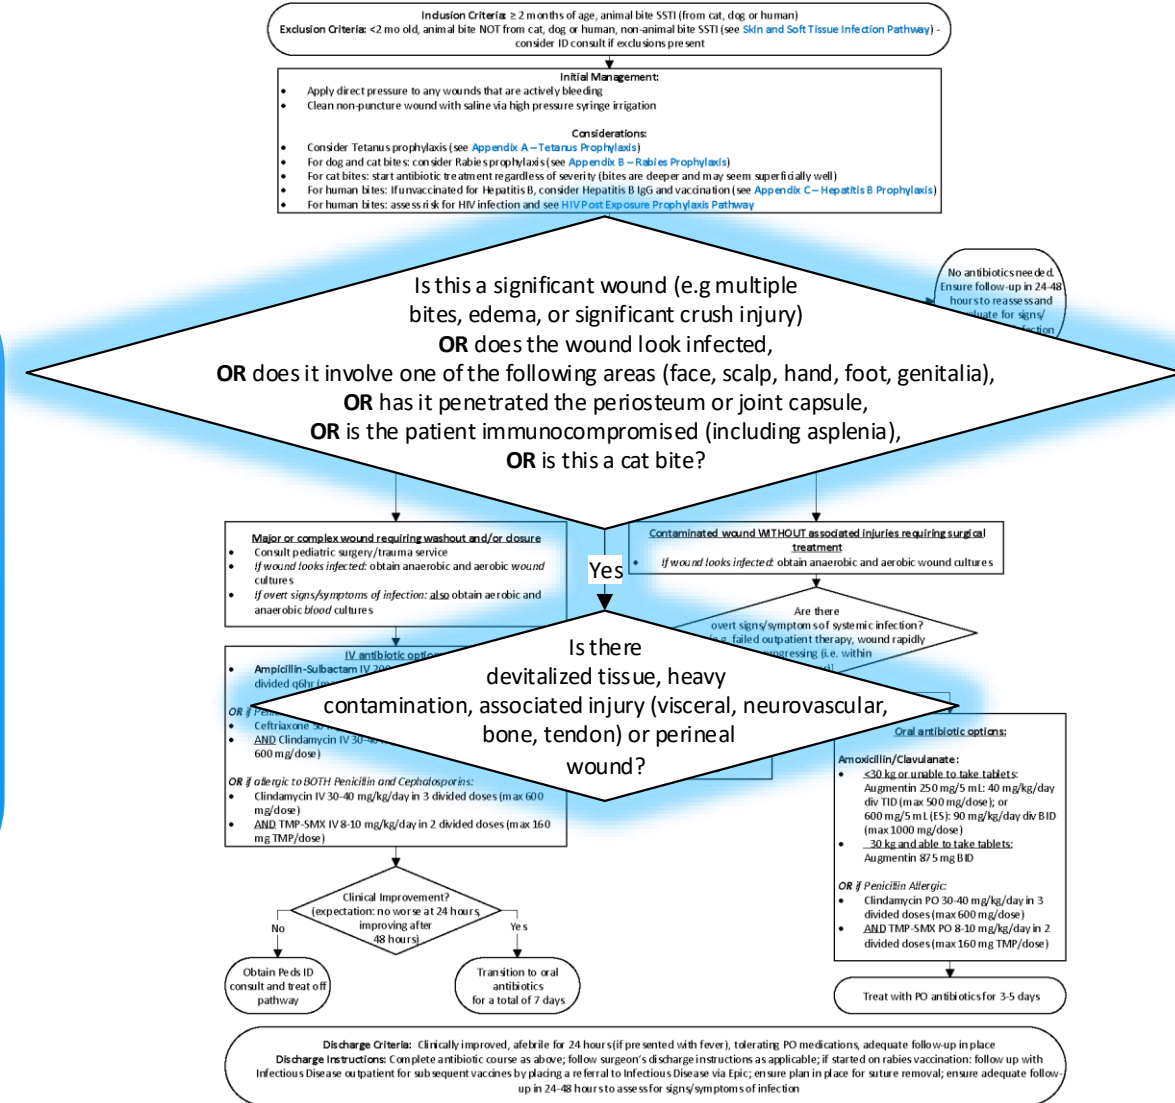 Inclusion Criteria: ≥ 2 months of age, animal bite SSTI (from cat, dog or human)
Exclusion Criteria: <2 mo old, animal bite NOT from cat, dog or human, non-animal bite SSTI (see Skin and Soft Tissue Infection Pathway) -
consider ID consult if exclusions present
Initial Management:
• Apply direct pressure to any wounds that are actively bleeding
• Clean non-puncture wound with saline via high pressure syringe irrigation
Considerations:
• Consider Tetanus prophylaxis (see Appendix A – Tetanus Prophylaxis)
• For dog and cat bites: consider Rabies prophylaxis (see Appendix B – Rabies Prophylaxis)
• For cat bites: start antibiotic treatment regardless of severity (bites are deeper and may seem superficially well)
• For human bites: If unvaccinated for Hepatitis B, consider Hepatitis B IgG and vaccination (see Appendix C – Hepatitis B Prophylaxis)
• For human bites: assess risk for HIV infection and see HIV Post Exposure Prophylaxis Pathway
No antibiotics needed.
Ensure follow-up in 24-48
hours to reassess and
for signs/
Is this a significant wound (e.g multiple
bites, edema, or significant crush injury)
OR does the wound look infected,
OR does it involve one of the following areas (face, scalp, hand, foot, genitalia),
OR has it penetrated the periosteum or joint capsule,
OR is the patient immunocompromised (including asplenia),
OR is this a cat bite?
Yes
Major or complex wound requiring washout and/or closure
• Consult pediatric surgery/trauma service
• If wound looks infected: obtain anaerobic and aerobic wound
cultures
• If overt signs/symptoms of infection: also obtain aerobic and
anaerobic blood cultures
Contaminated wound WITHOUT associated injuries requiring surgical
treatment
• If wound looks infected: obtain anaerobic and aerobic wound cultures
Are there
overt signs/symptoms of systemic infection?
failed outpatient therapy, wound rapidly
(i.e. within
Is there
devitalized tissue, heavy
contamination, associated injury (visceral, neurovascular,
bone, tendon) or perineal
wound?
IV antibiotic
• Ampicillin-Sulbactam IV
divided q6hr
OR if
Ceftriaxone
• AND Clindamycin IV
600 mg/dose)
OR if allergic to BOTH Penicillin and Cephalosporins:
• Clindamycin IV 30-40 mg/kg/day in 3 divided doses (max 600
mg/dose)
• AND TMP-SMX IV 8-10 mg/kg/day in 2 divided doses (max 160
mg TMP/dose)
Oral antibiotic options:
Amoxicillin/Clavulanate:
• <30 kg or unable to take tablets:
Augmentin 250 mg/5 mL: 40 mg/kg/day
div TID (max 500 mg/dose); or
600 mg/5 mL (ES): 90 mg/kg/day div BID
(max 1000 mg/dose)
• 30 kg and able to take tablets:
Augmentin 875 mg BID
OR if Penicillin Allergic:
• Clindamycin PO 30-40 mg/kg/day in 3
divided doses (max 600 mg/dose)
• AND TMP-SMX PO 8-10 mg/kg/day in 2
divided doses (max 160 mg TMP/dose)
Clinical Improvement?
(expectation: no worse at 24 hours,
improving after
48 hours)
No
Yes
Obtain Peds ID
consult and treat off
pathway
Transition to oral
antibiotics
for a total of 7 days
Treat with PO antibiotics for 3-5 days
Discharge Criteria: Clinically improved, afebrile for 24 hours (if presented with fever), tolerating PO medications, adequate follow-up in place
Discharge Instructions: Complete antibiotic course as above; follow surgeon's discharge instructions as applicable; if started on rabies vaccination: follow up with
Infectious Disease outpatient for subsequent vaccines by placing a referral to Infectious Disease via Epic; ensure plan in place for suture removal; ensure adequate follow-
up in 24-48 hours to assess for signs/symptoms of infection